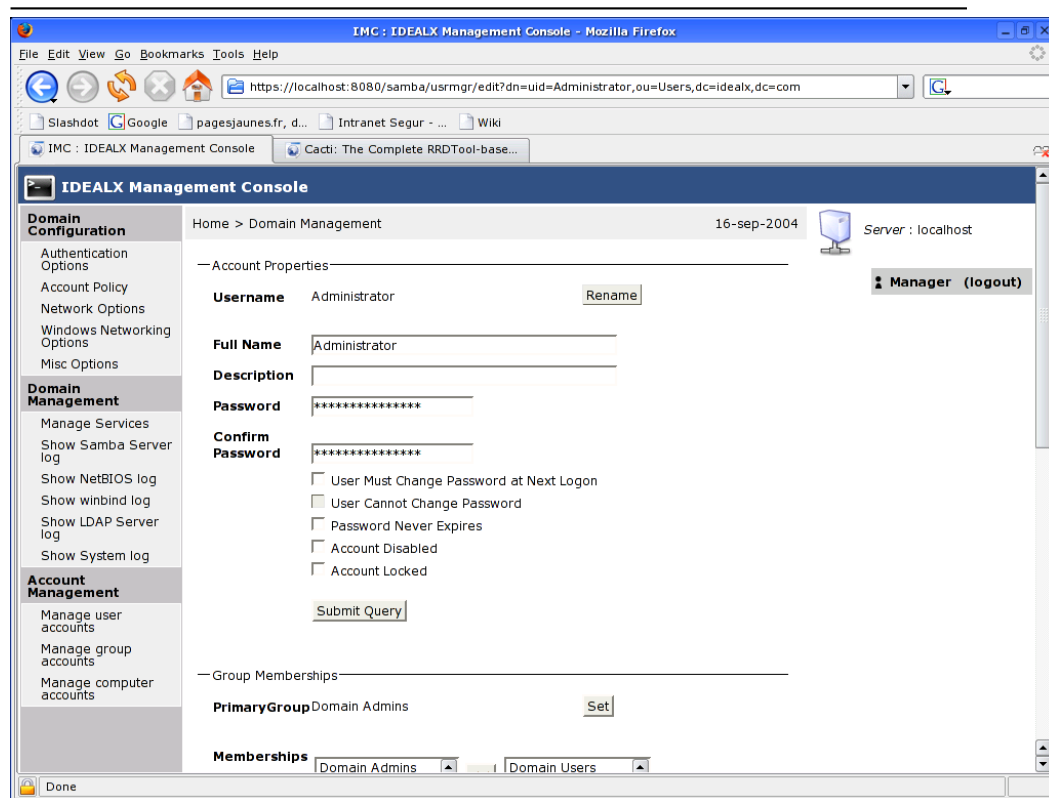 IMC : IDEALX Management Console - Mozilla Firefox
File Edit View Go Bookmarks Tools Help
https://localhost:8080/samba/usrmgr/edit?dn=uid=Administrator,ou=Users,dc=idealx,dc=com
G
Slashdot G Google pagesjaunes.fr, d... Intranet Segur - ... Wiki
IMC : IDEALX Management Console
Cacti: The Complete RRDTool-base...
IDEALX Management Console
Domain
Configuration
Authentication
Options
Account Policy
Network Options
Windows Networking
Options
Misc Options
Domain
Management
Manage Services
Show Samba Server
log
Show NetBIOS log
Show winbind log
Show LDAP Server
log
Show System log
Account
Management
Manage user
accounts
Manage group
accounts
Manage computer
accounts
Home > Domain Management 16-sep-2004
Account Properties
Username Administrator Rename
Full Name Administrator
Description
Password ***************
Confirm
Password ***************
User Must Change Password at Next Logon
User Cannot Change Password
Password Never Expires
Account Disabled
Account Locked
Submit Query
Group Memberships
PrimaryGroup Domain Admins Set
Memberships Domain Admins Domain Users
Server : localhost
Manager (logout)
Done